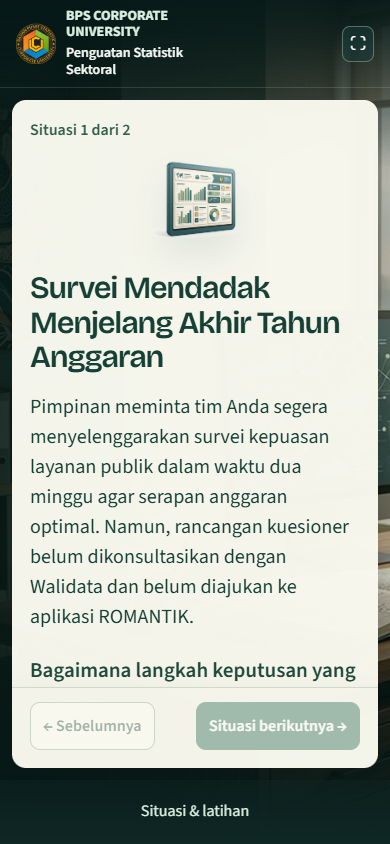 BPS CORPORATE
UNIVERSITY
Penguatan Statistik
Sektoral
Situasi 1 dari 2
Survei Mendadak
Menjelang Akhir Tahun
Anggaran
Pimpinan meminta tim Anda segera
menyelenggarakan survei kepuasan
layanan publik dalam waktu dua
minggu agar serapan anggaran
optimal. Namun, rancangan kuesioner
belum dikonsultasikan dengan
Walidata dan belum diajukan ke
aplikasi ROMANTIK.
Bagaimana langkah keputusan yang
← Sebelumnya
Situasi berikutnya →
Situasi & latihan